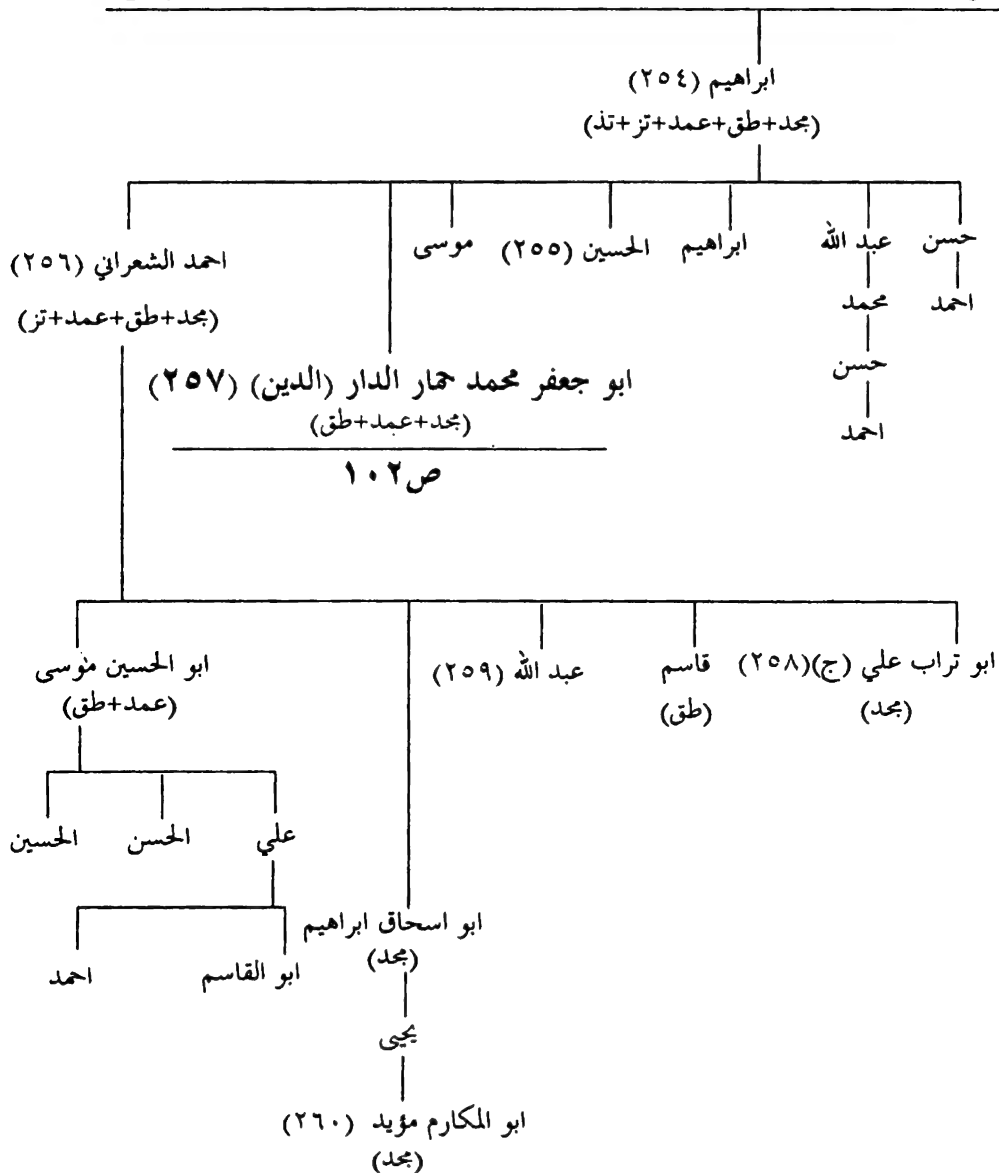 ابراهيم (٢٥٤)
(مجد+طق+عمد+تز+تذ)
حسن
عبد الله
ابراهيم
الحسين (٢٥٥)
موسى
احمد الشعراني (٢٥٦)
(مجد+طق+عمد+تز)
احمد
محمد
حسن
احمد
ابو جعفر محمد حمار الدار (الدين) (٢٥٧)
(مجد+عمد+طق)
ص١٠٢
ابو تراب علي (ج)(٢٥٨)
(مجد)
قاسم
(طق)
عبد الله (٢٥٩)
ابو الحسين موسى
(عمد+طق)
علي
الحسن
الحسين
ابو اسحاق ابراهيم
(مجد)
ابو القاسم
احمد
يحيى
ابو المكارم مؤيد (٢٦٠)
(مجد)